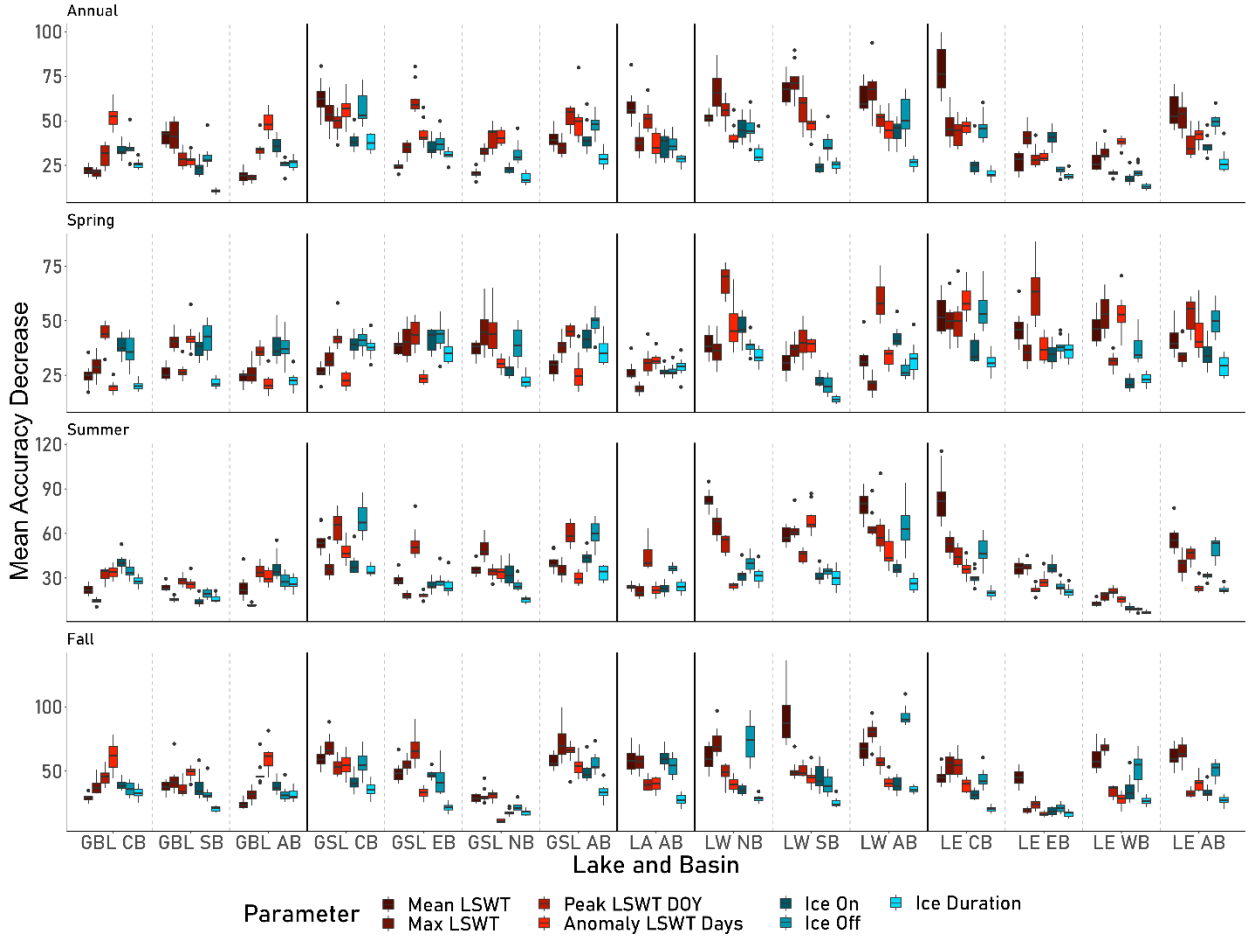 Annual
100
75
50
25
Spring
75
50
25
Summer
120
90
60
30
Fall
100
50
Mean Accuracy Decrease
GBL CB GBL SB GBL AB GSL CB GSL EB GSL NB GSL AB LA AB LW NB LW SB LW AB LE CB LE EB LE WB LE AB
Lake and Basin
Parameter
Mean LSWT Peak LSWT DOY Ice On Ice Duration
Max LSWT Anomaly LSWT Days Ice Off